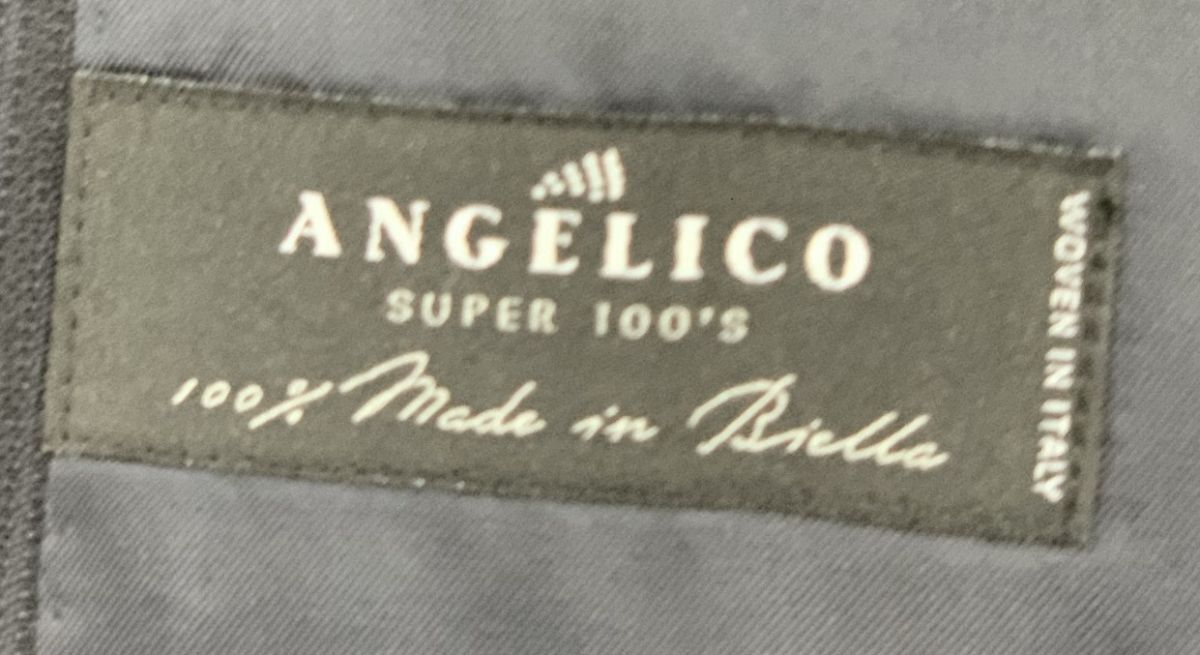 ANGELICO
SUPER 100'S
100% Made in Biella
WOVEN IN ITALY